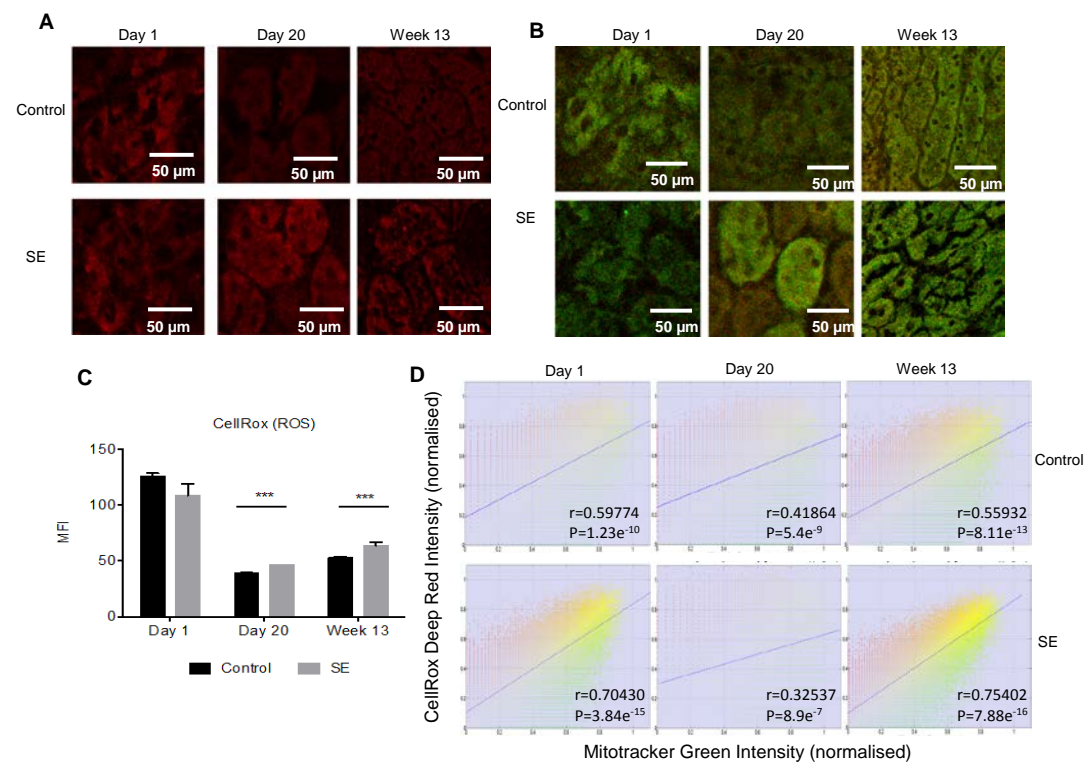 A
Day 1 Day 20 Week 13
Control
50 µm 50 µm 50 µm
SE
50 µm 50 µm 50 µm
B
Day 1 Day 20 Week 13
Control
50 µm 50 µm 50 µm
SE
50 µm 50 µm 50 µm
C
CellRox (ROS)
MFI
150
100
50
0
*** ***
Day 1 Day 20 Week 13
Control SE
D
Day 1 Day 20 Week 13
CellRox Deep Red Intensity (normalised)
Control
r=0.59774
P=1.23e-10
r=0.41864
P=5.4e-9
r=0.55932
P=8.11e-13
SE
r=0.70430
P=3.84e-15
r=0.32537
P=8.9e-7
r=0.75402
P=7.88e-16
Mitotracker Green Intensity (normalised)